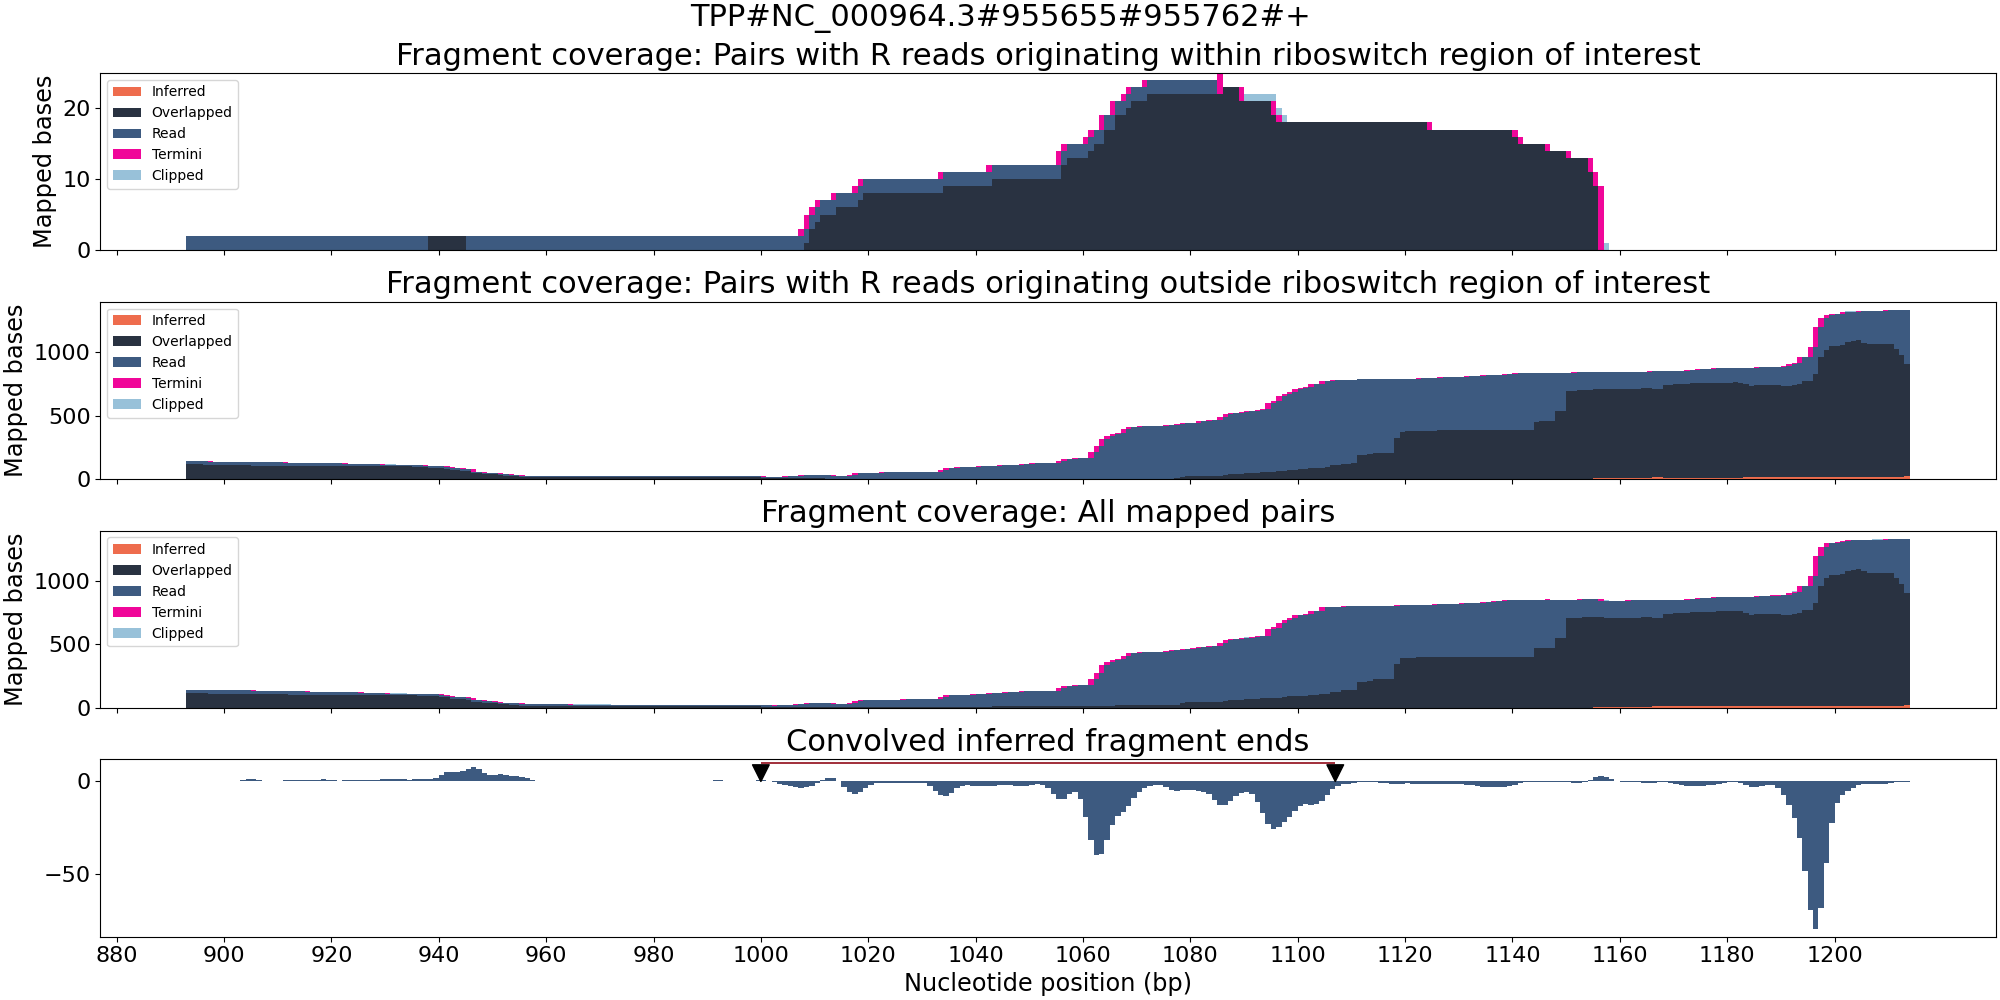 TPP#NC_000964.3#955655#955762#+
Fragment coverage: Pairs with R reads originating within riboswitch region of interest
Mapped bases
20
10
0
Inferred
Overlapped
Read
Termini
Clipped
Fragment coverage: Pairs with R reads originating outside riboswitch region of interest
Mapped bases
1000
500
0
Inferred
Overlapped
Read
Termini
Clipped
Fragment coverage: All mapped pairs
Mapped bases
1000
500
0
Inferred
Overlapped
Read
Termini
Clipped
Convolved inferred fragment ends
0
−50
880 900 920 940 960 980 1000 1020 1040 1060 1080 1100 1120 1140 1160 1180 1200
Nucleotide position (bp)